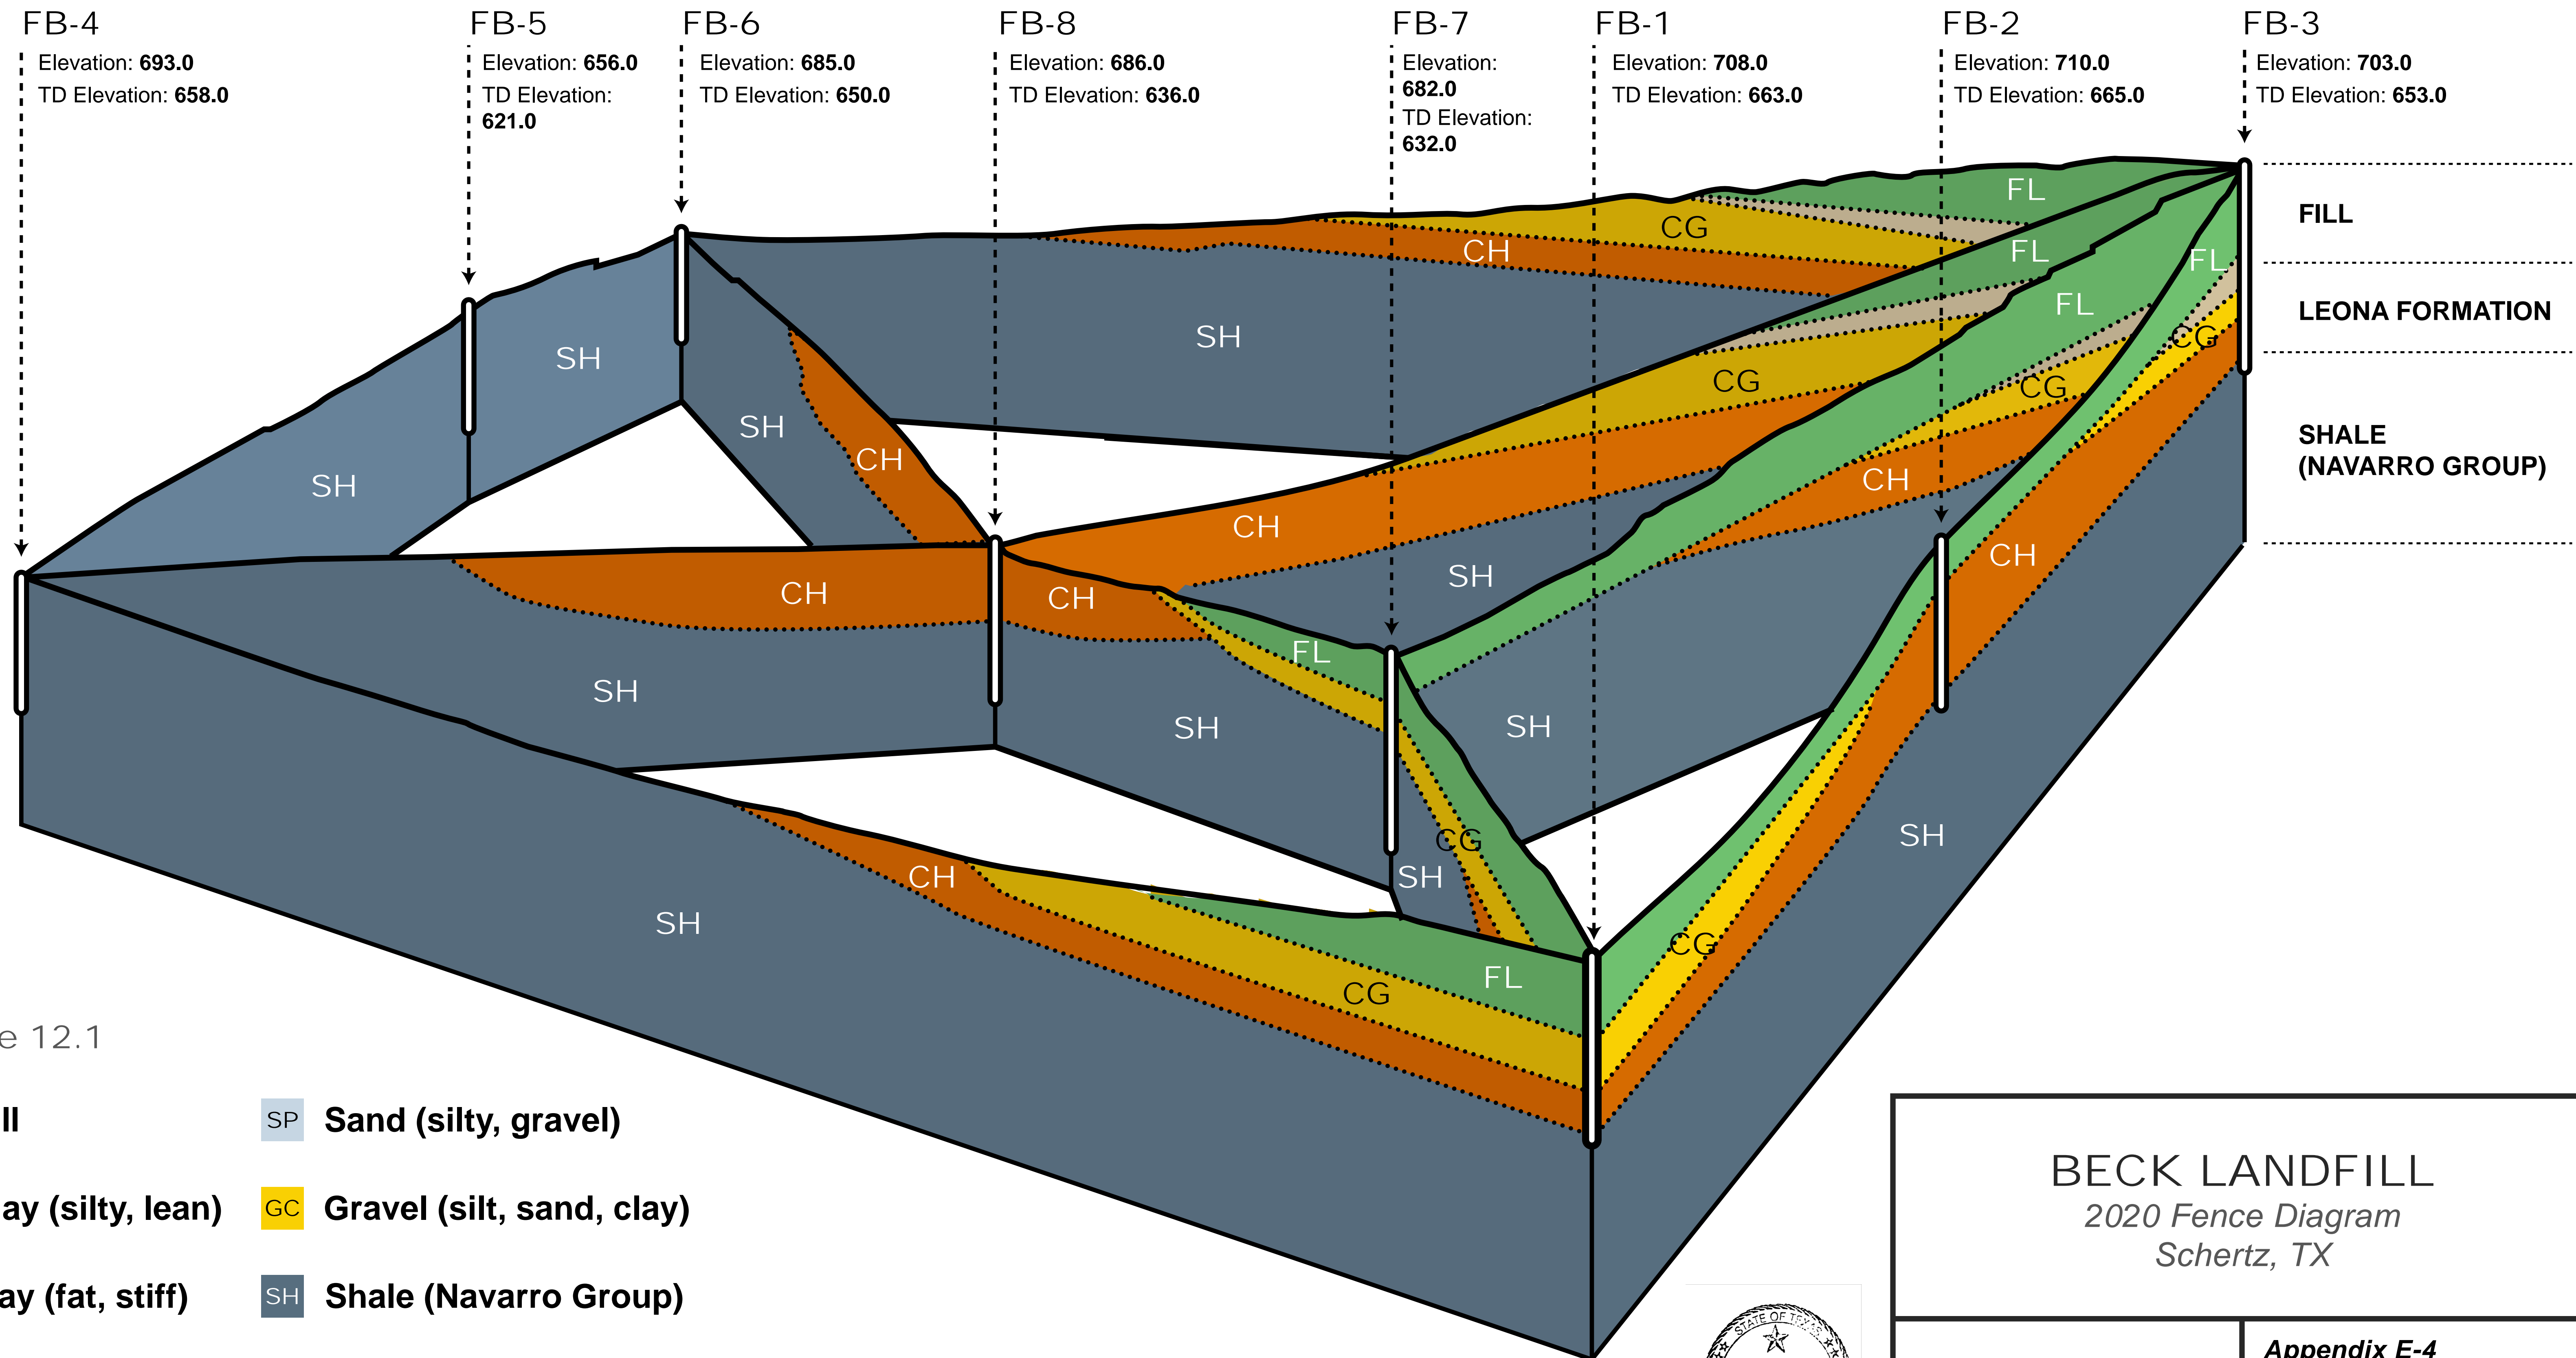 FB-4
Elevation: 693.0
TD Elevation: 658.0
FB-5
Elevation: 656.0
TD Elevation:
621.0
FB-6
Elevation: 685.0
TD Elevation: 650.0
FB-8
Elevation: 686.0
TD Elevation: 636.0
FB-7
Elevation:
682.0
TD Elevation:
632.0
FB-1
Elevation: 708.0
TD Elevation: 663.0
FB-2
Elevation: 710.0
TD Elevation: 665.0
FB-3
Elevation: 703.0
TD Elevation: 653.0
FL
CG
CH
FL
FL
FILL
FL
LEONA FORMATION
SH
CG
SH
CG
CG
SHALE
(NAVARRO GROUP)
SH
CH
CH
SH
CH
CH
SH
CH
CH
FL
SH
SH
SH
CG
SH
SH
CH
SH
CG
FL
CG
e 12.1
ll
SP Sand (silty, gravel)
ay (silty, lean)
GC Gravel (silt, sand, clay)
ay (fat, stiff)
SH Shale (Navarro Group)
STATE OF TEXAS
BECK LANDFILL
2020 Fence Diagram
Schertz, TX
Appendix E-4